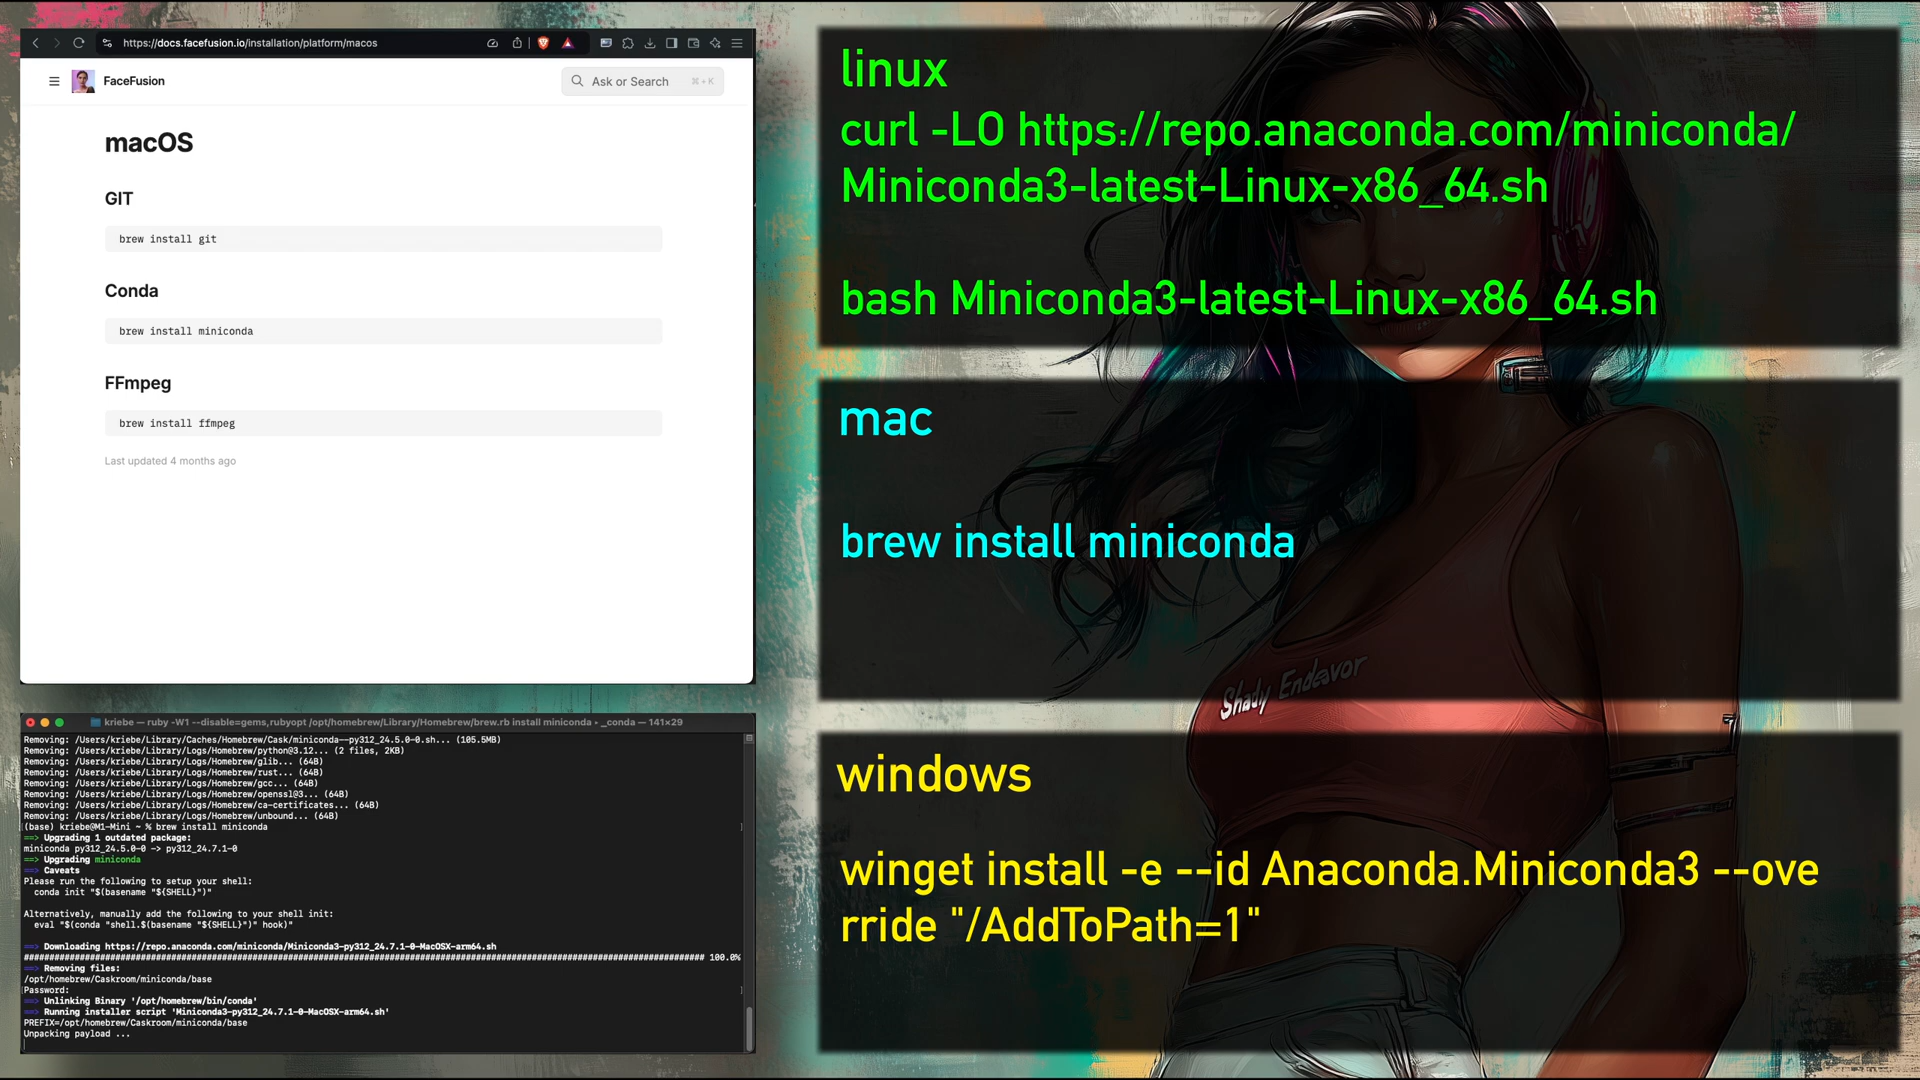 https://docs.facefusion.io/installation/platform/macos
FaceFusion
Ask or Search
⌘ + K
macOS
GIT
brew install git
Conda
brew install miniconda
FFmpeg
brew install ffmpeg
Last updated 4 months ago
kriebe — ruby -W1 --disable=gems,rubyopt /opt/homebrew/Library/Homebrew/brew.rb install miniconda • _conda — 141×29
Removing: /Users/kriebe/Library/Caches/Homebrew/Cask/miniconda--py312_24.5.0-0.sh... (105.5MB)
Removing: /Users/kriebe/Library/Logs/Homebrew/python@3.12... (2 files, 2KB)
Removing: /Users/kriebe/Library/Logs/Homebrew/glib... (64B)
Removing: /Users/kriebe/Library/Logs/Homebrew/rust... (64B)
Removing: /Users/kriebe/Library/Logs/Homebrew/gcc... (64B)
Removing: /Users/kriebe/Library/Logs/Homebrew/openssl@3... (64B)
Removing: /Users/kriebe/Library/Logs/Homebrew/ca-certificates... (64B)
Removing: /Users/kriebe/Library/Logs/Homebrew/unbound... (64B)
(base) kriebe@M1-Mini ~ % brew install miniconda
==> Upgrading 1 outdated package:
miniconda py312_24.5.0-0 -> py312_24.7.1-0
==> Upgrading miniconda
==> Caveats
Please run the following to setup your shell:
conda init "$(basename "${SHELL}")"
Alternatively, manually add the following to your shell init:
eval "$(conda "shell.$(basename "${SHELL}")" hook)"
==> Downloading https://repo.anaconda.com/miniconda/Miniconda3-py312_24.7.1-0-MacOSX-arm64.sh
######################################################################## 100.0%
==> Removing files:
/opt/homebrew/Caskroom/miniconda/base
Password:
==> Unlinking Binary '/opt/homebrew/bin/conda'
==> Running installer script 'Miniconda3-py312_24.7.1-0-MacOSX-arm64.sh'
PREFIX=/opt/homebrew/Caskroom/miniconda/base
Unpacking payload ...
linux
curl -LO https://repo.anaconda.com/miniconda/
Miniconda3-latest-Linux-x86_64.sh
bash Miniconda3-latest-Linux-x86_64.sh
mac
brew install miniconda
Shady Endeavor
windows
winget install -e --id Anaconda.Miniconda3 --ove
rride "/AddToPath=1"